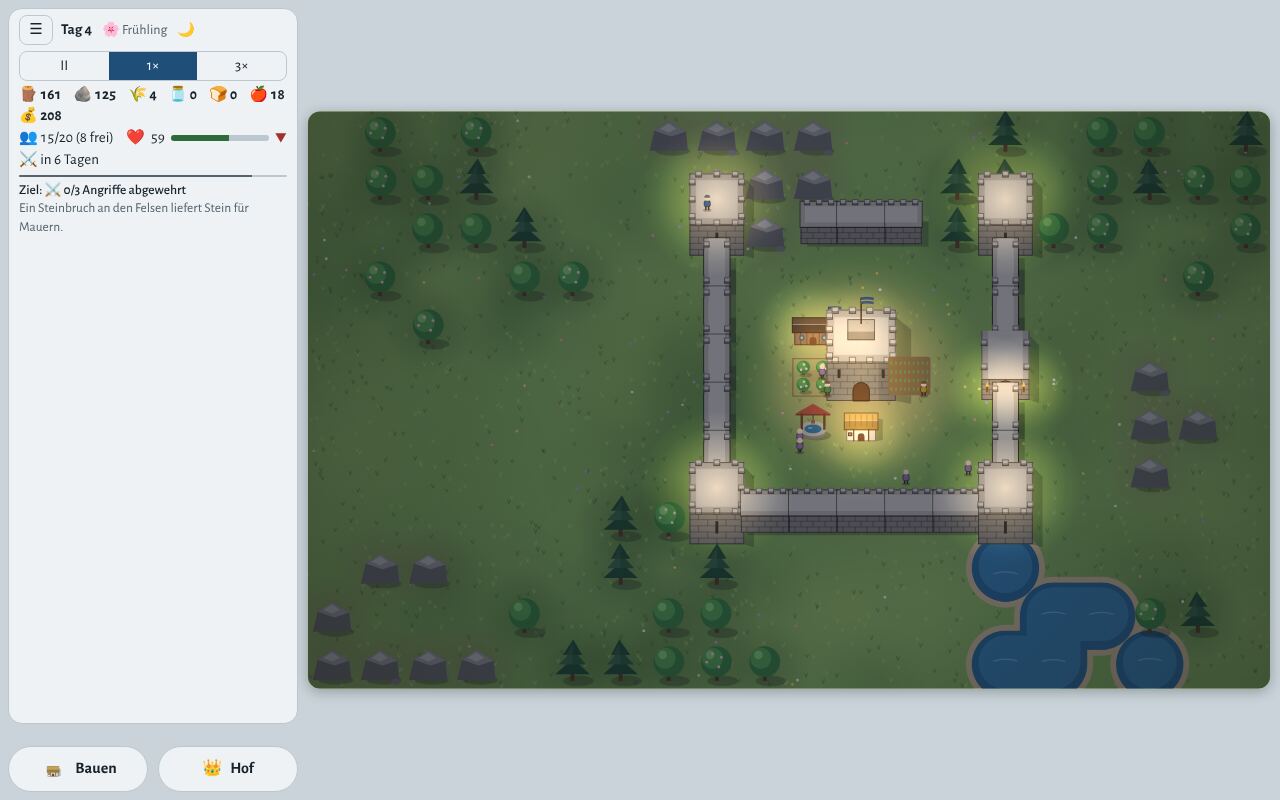 ☰ Tag 4 🌸 Frühling 🌙
II 1× 3×
🪵 161 🪨 125 🌾 4 🫙 0 🍞 0 🍎 18
💰 208
👥 15/20 (8 frei) ❤️ 59 ▼
⚔️ in 6 Tagen
Ziel: ⚔️ 0/3 Angriffe abgewehrt
Ein Steinbruch an den Felsen liefert Stein für
Mauern.
Bauen
👑 Hof